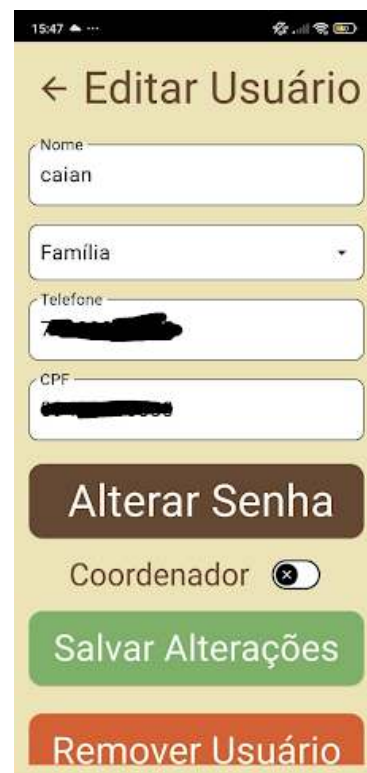 15:47
← Editar Usuário
Nome
caian
Família
Telefone
CPF
Alterar Senha
Coordenador
Salvar Alterações
Remover Usuário